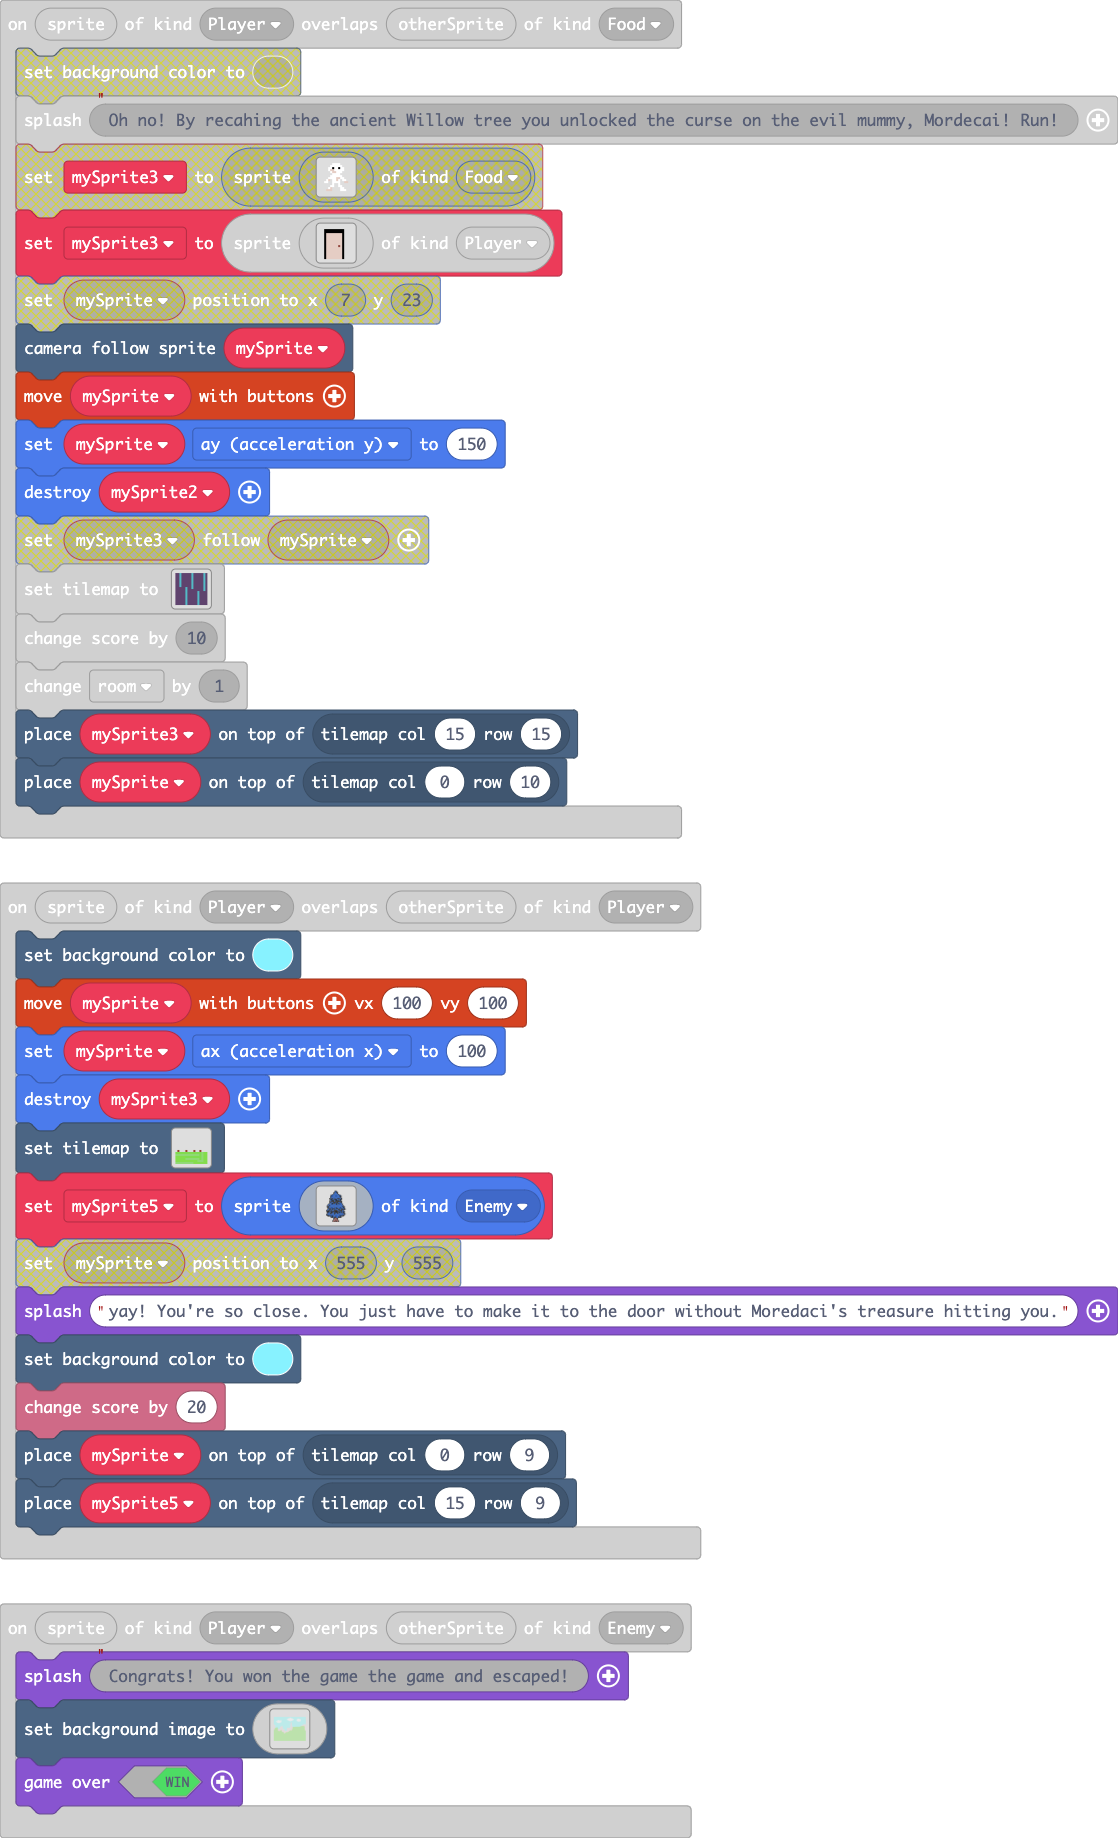 on sprite of kind Player overlaps otherSprite of kind Food
set background color to
splash " Oh no! By recahing the ancient Willow tree you unlocked the curse on the evil mummy, Mordecai! Run!
set mySprite3 to sprite of kind Food
set mySprite3 to sprite of kind Player
set mySprite position to x 7 y 23
camera follow sprite mySprite
move mySprite with buttons
set mySprite ay (acceleration y) to 150
destroy mySprite2
set mySprite3 follow mySprite
set tilemap to
change score by 10
change room by 1
place mySprite3 on top of tilemap col 15 row 15
place mySprite on top of tilemap col 0 row 10
on sprite of kind Player overlaps otherSprite of kind Player
set background color to
move mySprite with buttons vx 100 vy 100
set mySprite ax (acceleration x) to 100
destroy mySprite3
set tilemap to
set mySprite5 to sprite of kind Enemy
set mySprite position to x 555 y 555
splash "yay! You're so close. You just have to make it to the door without Moredaci's treasure hitting you."
set background color to
change score by 20
place mySprite on top of tilemap col 0 row 9
place mySprite5 on top of tilemap col 15 row 9
on sprite of kind Player overlaps otherSprite of kind Enemy
splash " Congrats! You won the game the game and escaped!
set background image to
game over WIN